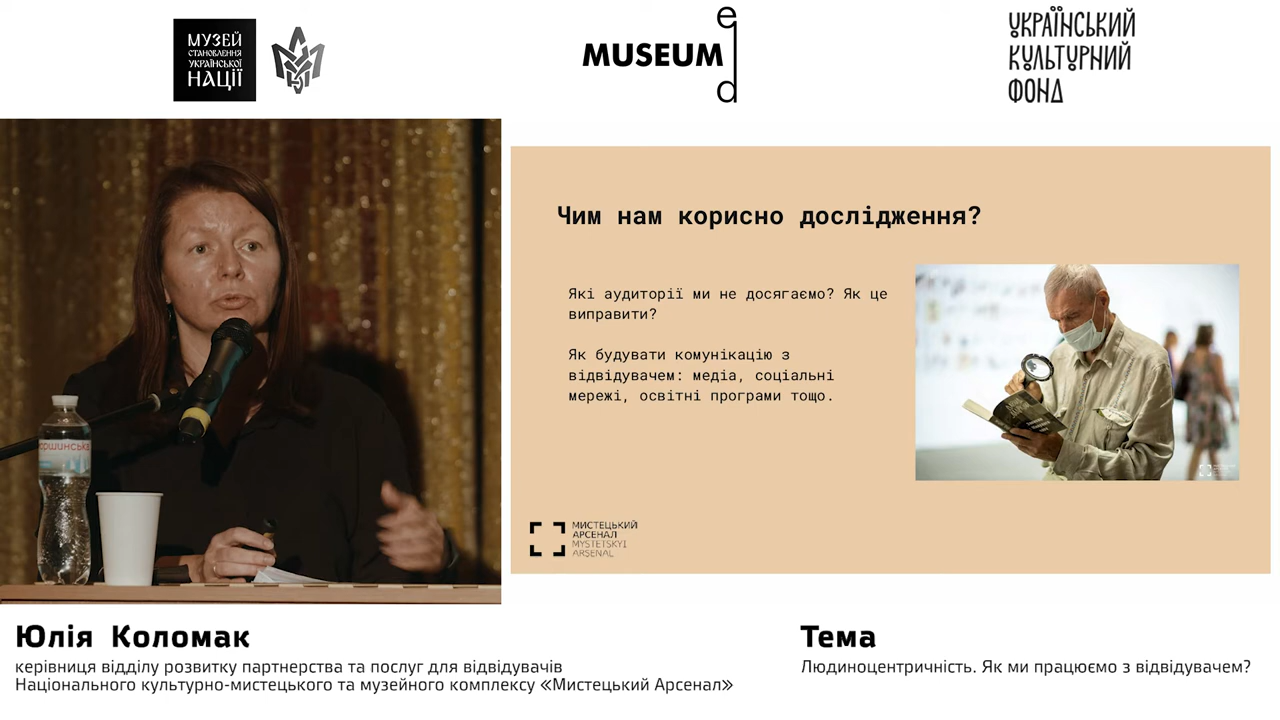 МУЗЕЙ
СТАНОВЛЕННЯ
УКРАЇНСЬКОЇ
НАЦІЇ
MUSEUM
ed
УКРАЇНСЬКИЙ
КУЛЬТУРНИЙ
ФОНД
Чим нам корисно дослідження?
Які аудиторії ми не досягаємо? Як це
виправити?
Як будувати комунікацію з
відвідувачем: медіа, соціальні
мережі, освітні програми тощо.
МИСТЕЦЬКИЙ
АРСЕНАЛ
MYSTETSKYI
ARSENAL
Юлія Коломак
керівниця відділу розвитку партнерства та послуг для відвідувачів
Національного культурно-мистецького та музейного комплексу «Мистецький Арсенал»
Тема
Людиноцентричність. Як ми працюємо з відвідувачем?